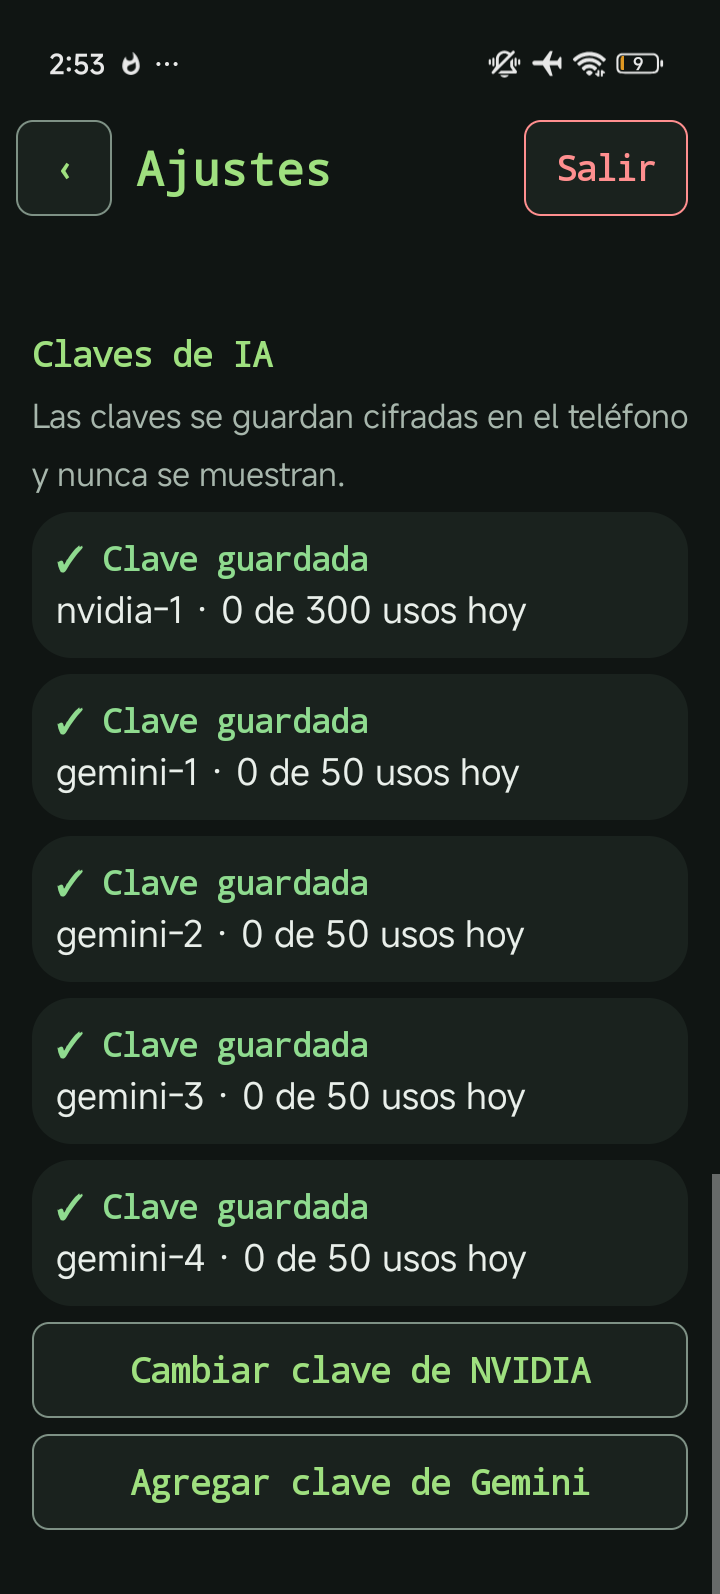 2:53 ...
9
‹ Ajustes
Salir
Claves de IA
Las claves se guardan cifradas en el teléfono
y nunca se muestran.
✓ Clave guardada
nvidia-1 · 0 de 300 usos hoy
✓ Clave guardada
gemini-1 · 0 de 50 usos hoy
✓ Clave guardada
gemini-2 · 0 de 50 usos hoy
✓ Clave guardada
gemini-3 · 0 de 50 usos hoy
✓ Clave guardada
gemini-4 · 0 de 50 usos hoy
Cambiar clave de NVIDIA
Agregar clave de Gemini